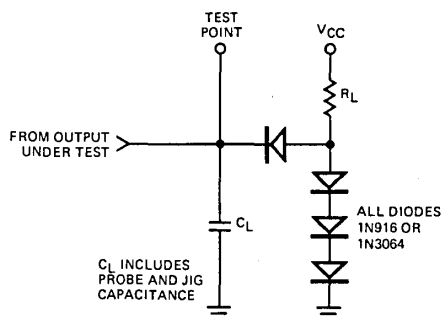 TEST
POINT
VCC
RL
FROM OUTPUT
UNDER TEST
CL
ALL DIODES
1N916 OR
1N3064
CL INCLUDES
PROBE AND JIG
CAPACITANCE